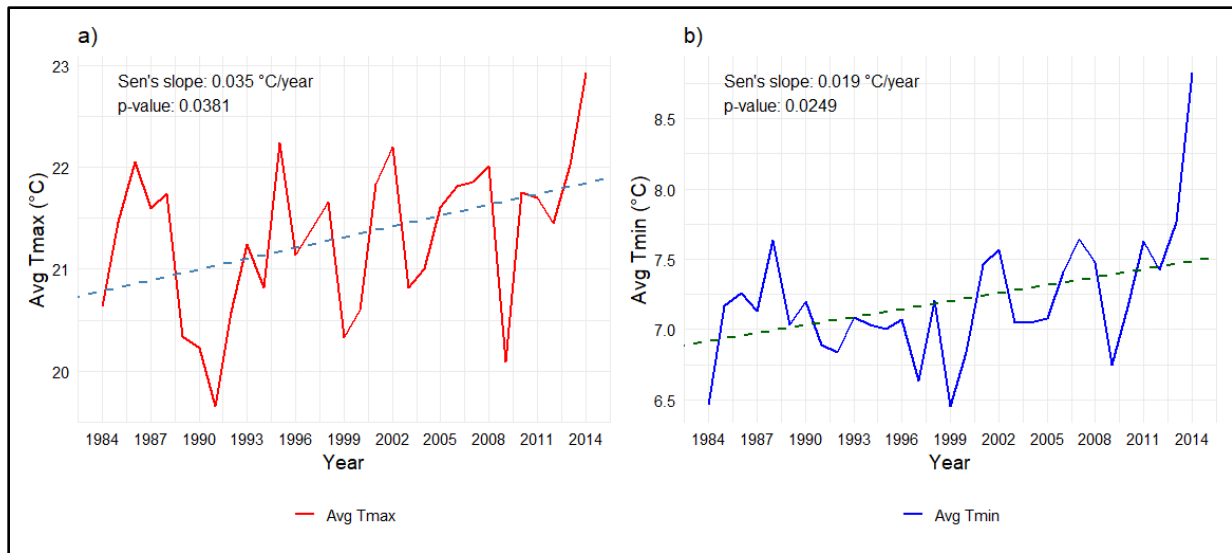 a)
Sen's slope: 0.035 °C/year
p-value: 0.0381
Avg Tmax (°C)
23
22
21
20
1984 1987 1990 1993 1996 1999 2002 2005 2008 2011 2014
Year
Avg Tmax
b)
Sen's slope: 0.019 °C/year
p-value: 0.0249
Avg Tmin (°C)
8.5
8.0
7.5
7.0
6.5
1984 1987 1990 1993 1996 1999 2002 2005 2008 2011 2014
Year
Avg Tmin